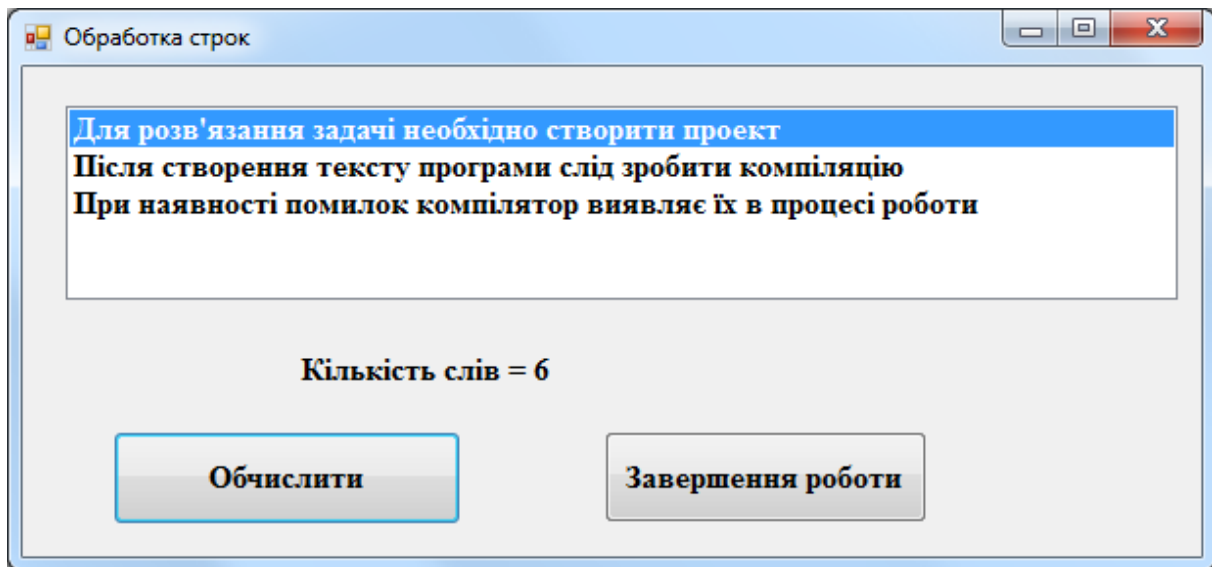 Обработка строк
Для розв'язання задачі необхідно створити проект
Після створення тексту програми слід зробити компіляцію
При наявності помилок компілятор виявляє їх в процесі роботи
Кількість слів = 6
Обчислити
Завершення роботи